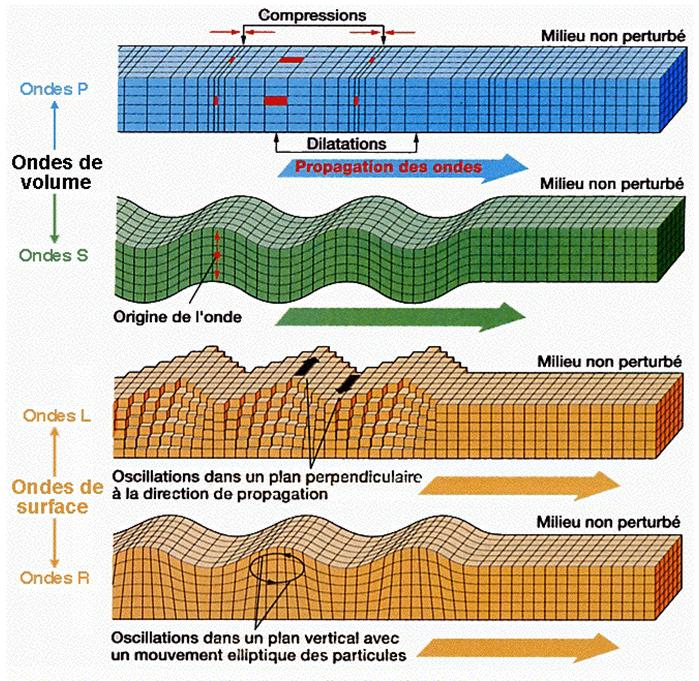 Compressions
Milieu non perturbé
Ondes P
Dilatations
Ondes de
volume
Propagation des ondes
Milieu non perturbé
Ondes S
Origine de l'onde
Milieu non perturbé
Ondes L
Oscillations dans un plan perpendiculaire
à la direction de propagation
Ondes de
surface
Milieu non perturbé
Ondes R
Oscillations dans un plan vertical avec
un mouvement elliptique des particules